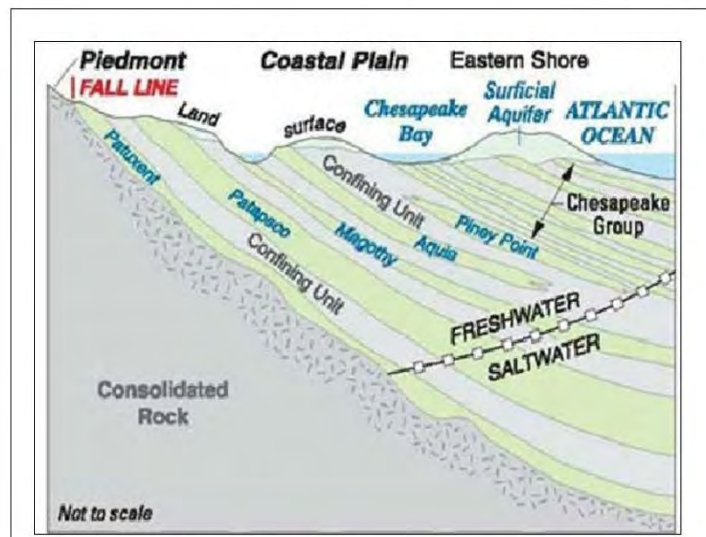 Piedmont
FALL LINE
Coastal Plain
Eastern Shore
Land
surface
Chesapeake
Bay
Surficial
Aquifer
ATLANTIC
OCEAN
Patuxent
Patapsco
Confining Unit
Magothy
Confining Unit
Aquia
Piney Point
Chesapeake
Group
FRESHWATER
SALTWATER
Consolidated
Rock
Not to scale